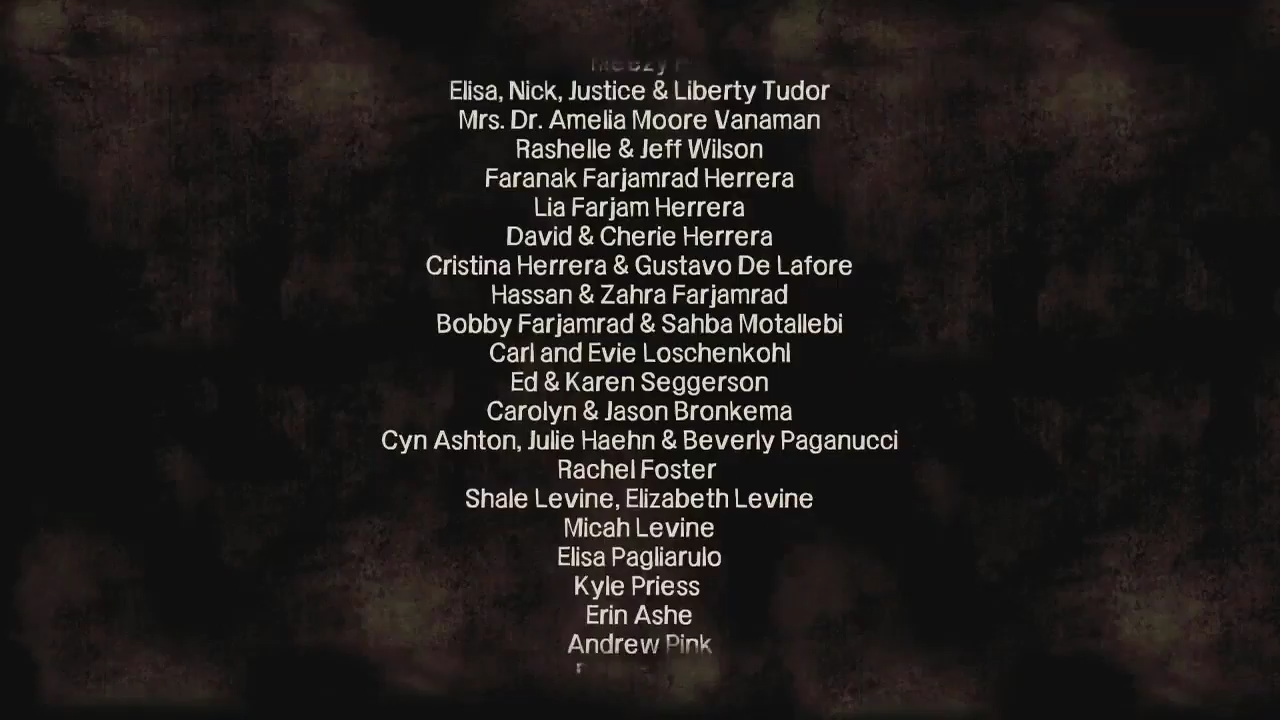 Elisa, Nick, Justice & Liberty Tudor
Mrs. Dr. Amelia Moore Vanaman
Rashelle & Jeff Wilson
Faranak Farjamrad Herrera
Lia Farjam Herrera
David & Cherie Herrera
Cristina Herrera & Gustavo De Lafore
Hassan & Zahra Farjamrad
Bobby Farjamrad & Sahba Motallebi
Carl and Evie Loschenkohl
Ed & Karen Seggerson
Carolyn & Jason Bronkema
Cyn Ashton, Julie Haehn & Beverly Paganucci
Rachel Foster
Shale Levine, Elizabeth Levine
Micah Levine
Elisa Pagliarulo
Kyle Priess
Erin Ashe
Andrew Pink